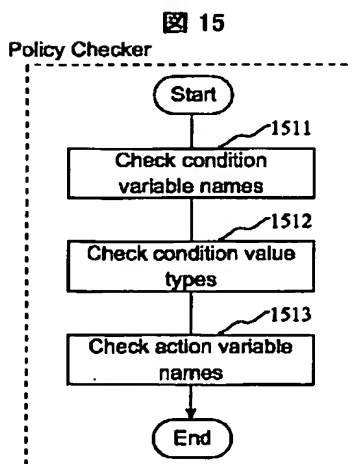 図 15
Policy Checker
Start
1511
Check condition
variable names
1512
Check condition value
types
1513
Check action variable
names
End